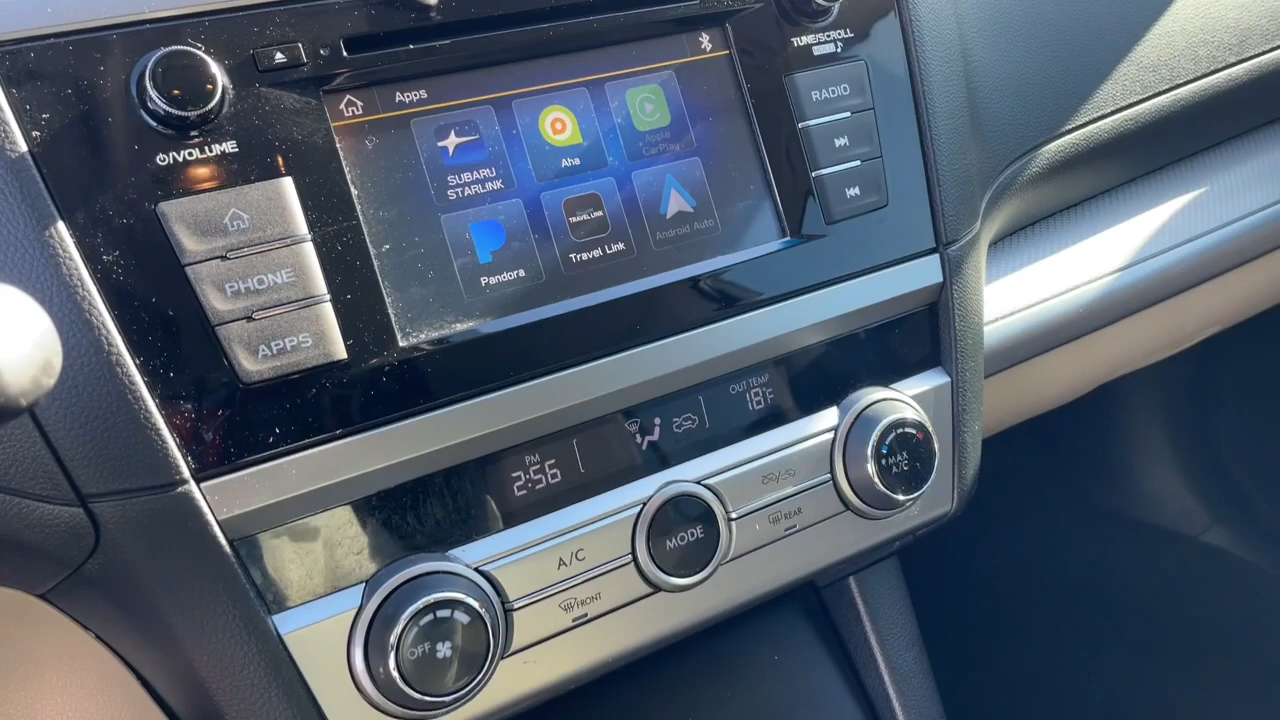 TUNE/SCROLL
⏻/VOLUME
Apps
RADIO
SUBARU
STARLINK
Aha
Apple
CarPlay
PHONE
APPS
Pandora
TRAVEL LINK
Travel Link
Android Auto
OUT TEMP
18°F
PM
2:56
MAX
A/C
MODE
REAR
A/C
FRONT
OFF